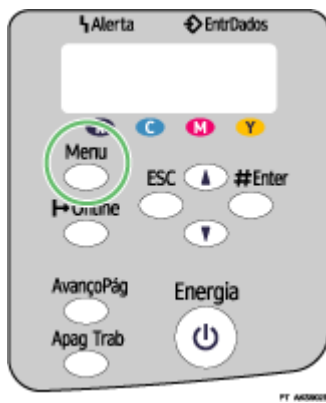 Alerta EntrDados
C M Y
Menu
ESC #Enter
Online
AvançoPág Energia
Apag Trab